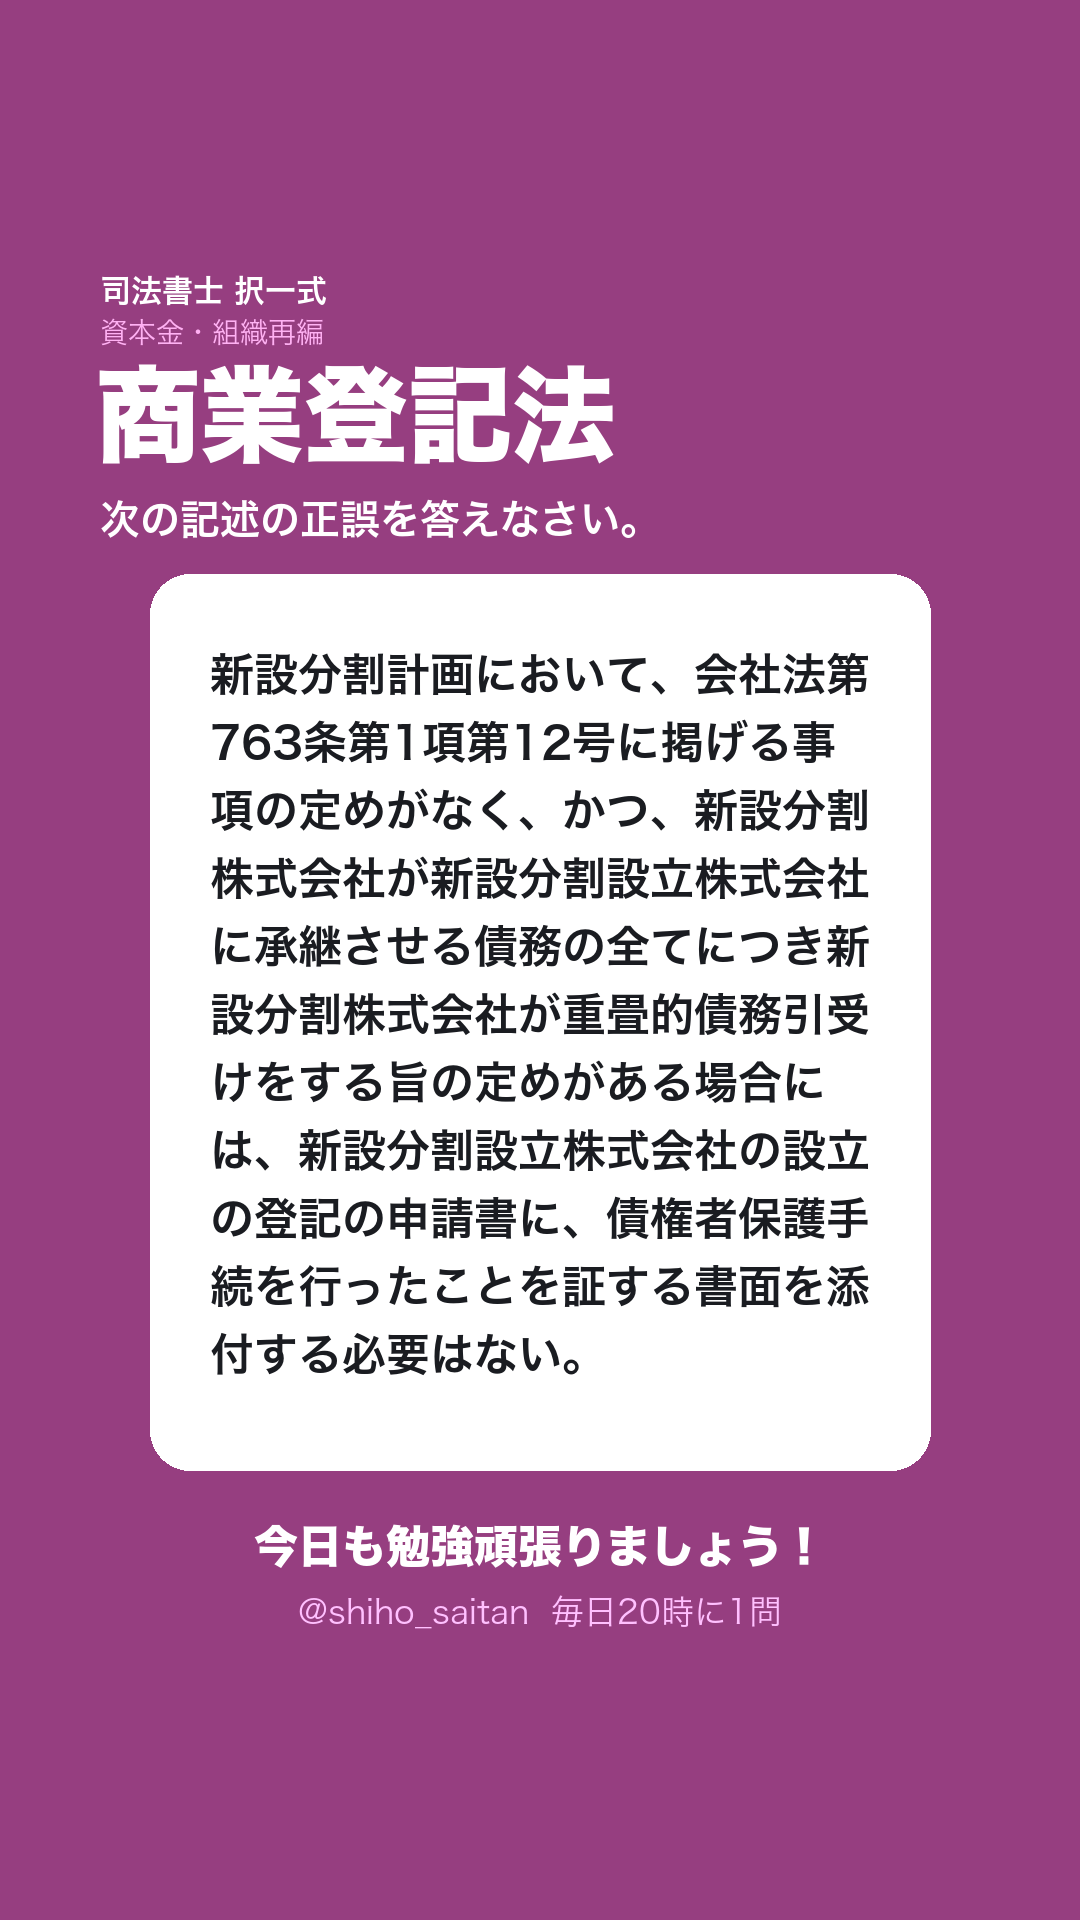 司法書士 択一式
資本金・組織再編
商業登記法
次の記述の正誤を答えなさい。
新設分割計画において、会社法第
763条第1項第12号に掲げる事
項の定めがなく、かつ、新設分割
株式会社が新設分割設立株式会社
に承継させる債務の全てにつき新
設分割株式会社が重畳的債務引受
けをする旨の定めがある場合に
は、新設分割設立株式会社の設立
の登記の申請書に、債権者保護手
続を行ったことを証する書面を添
付する必要はない。
今日も勉強頑張りましょう！
@shiho_saitan 毎日20時に1問